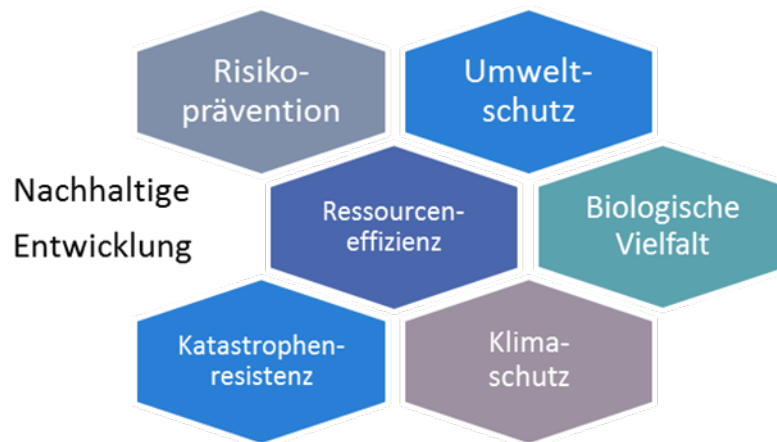 Risiko-
prävention
Umwelt-
schutz
Nachhaltige
Entwicklung
Ressourcen-
effizienz
Biologische
Vielfalt
Katastrophen-
resistenz
Klima-
schutz